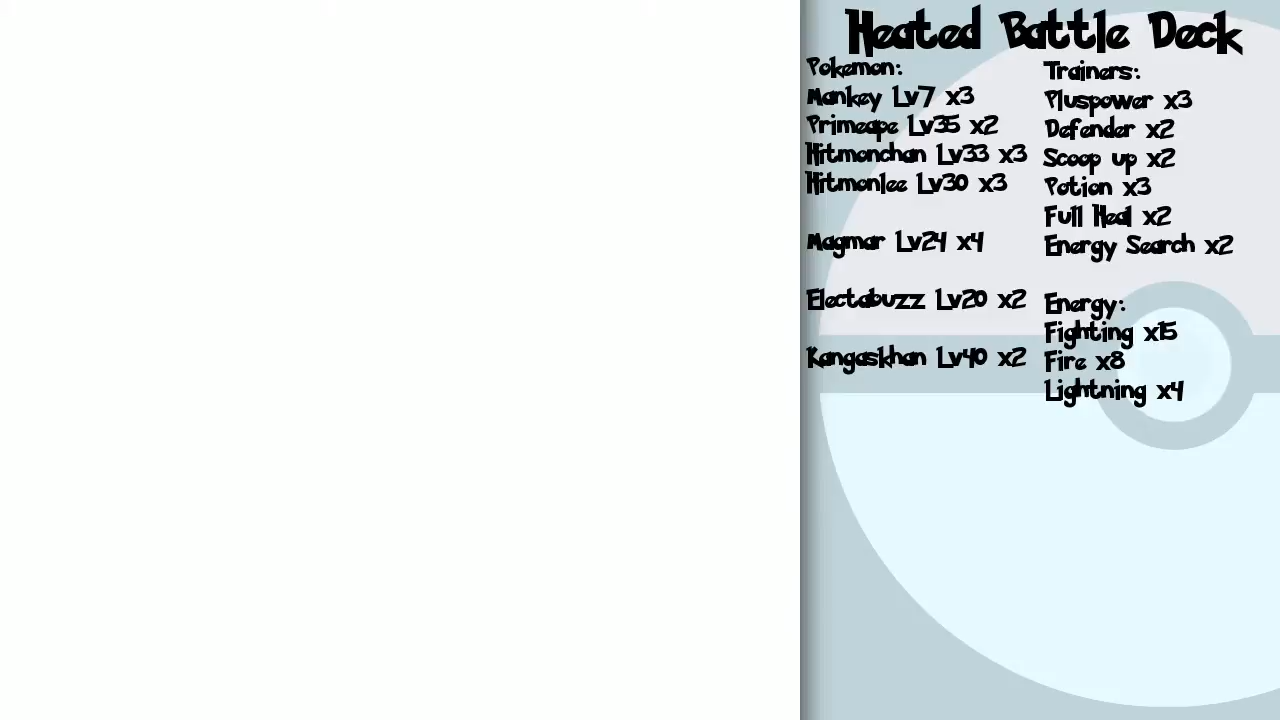 Heated Battle Deck
Pokemon:
Mankey Lv7 x3
Primeape Lv35 x2
Hitmonchan Lv33 x3
Hitmonlee Lv30 x3
Magmar Lv24 x4
Electabuzz Lv20 x2
Kangaskhan Lv40 x2
Trainers:
Pluspower x3
Defender x2
Scoop up x2
Potion x3
Full Heal x2
Energy Search x2
Energy:
Fighting x15
Fire x8
Lightning x4